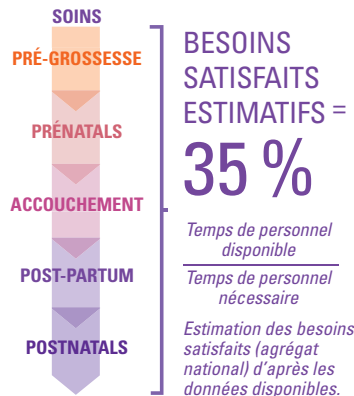 SOINS
PRÉ-GROSSESSE
PRÉNATALS
ACCOUCHEMENT
POST-PARTUM
POSTNATALS
BESOINS
SATISFAITS
ESTIMATIFS =
35 %
Temps de personnel
disponible
Temps de personnel
nécessaire
Estimation des besoins
satisfaits (agrégat
national) d’après les
données disponibles.